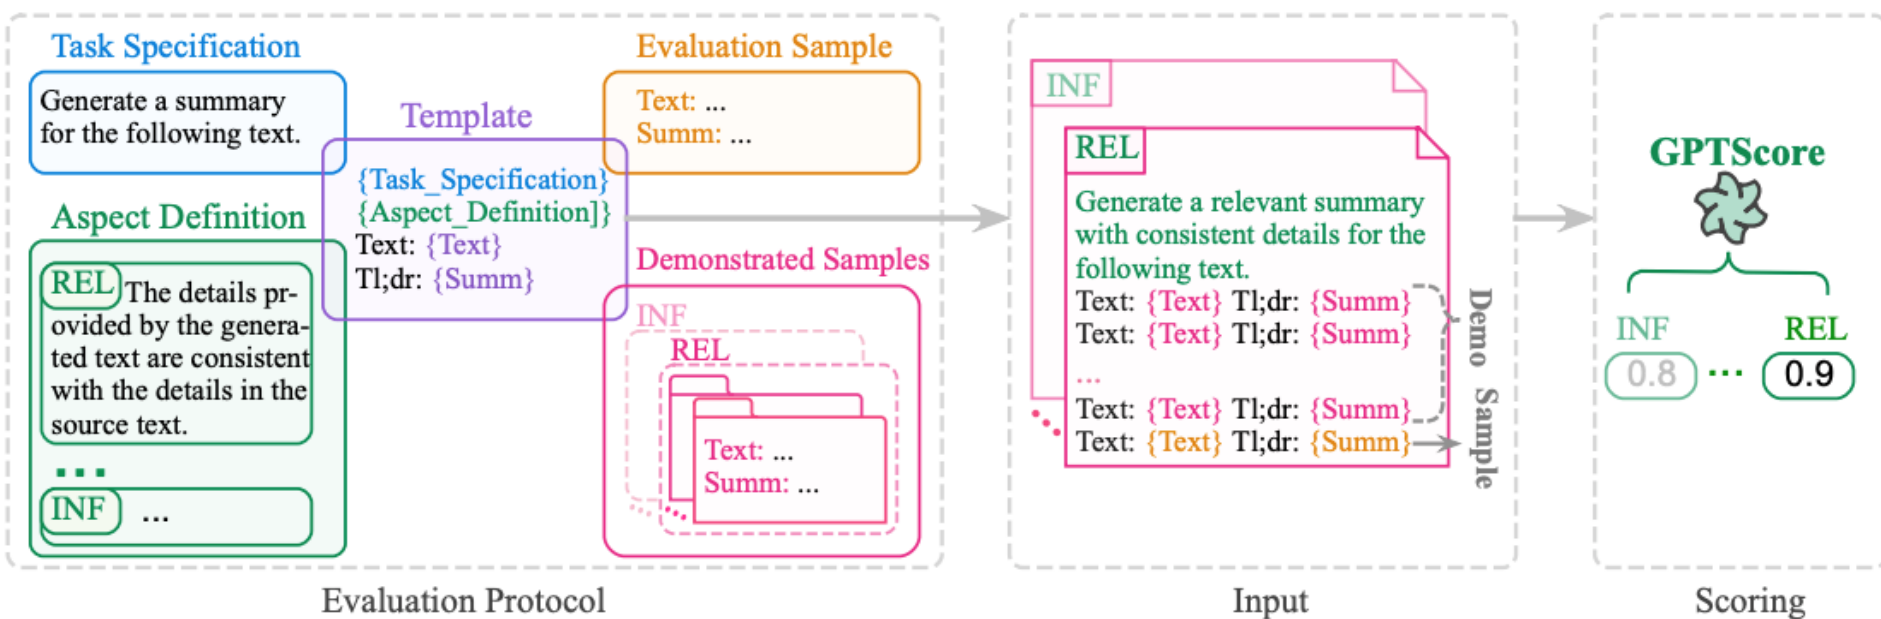 Task Specification
Generate a summary
for the following text.
Aspect Definition
REL The details pr-
ovided by the genera-
ted text are consistent
with the details in the
source text.
...
INF ...
Template
{Task_Specification}
{Aspect_Definition]}
Text: {Text}
Tl;dr: {Summ}
Evaluation Sample
Text: ...
Summ: ...
Demonstrated Samples
INF
REL
Text: ...
Summ: ...
Evaluation Protocol
INF
REL
Generate a relevant summary
with consistent details for the
following text.
Text: {Text} Tl;dr: {Summ}
Text: {Text} Tl;dr: {Summ}
...
Text: {Text} Tl;dr: {Summ}
Text: {Text} Tl;dr: {Summ}
Demo
Sample
Input
GPTScore
INF REL
0.8 ... 0.9
Scoring